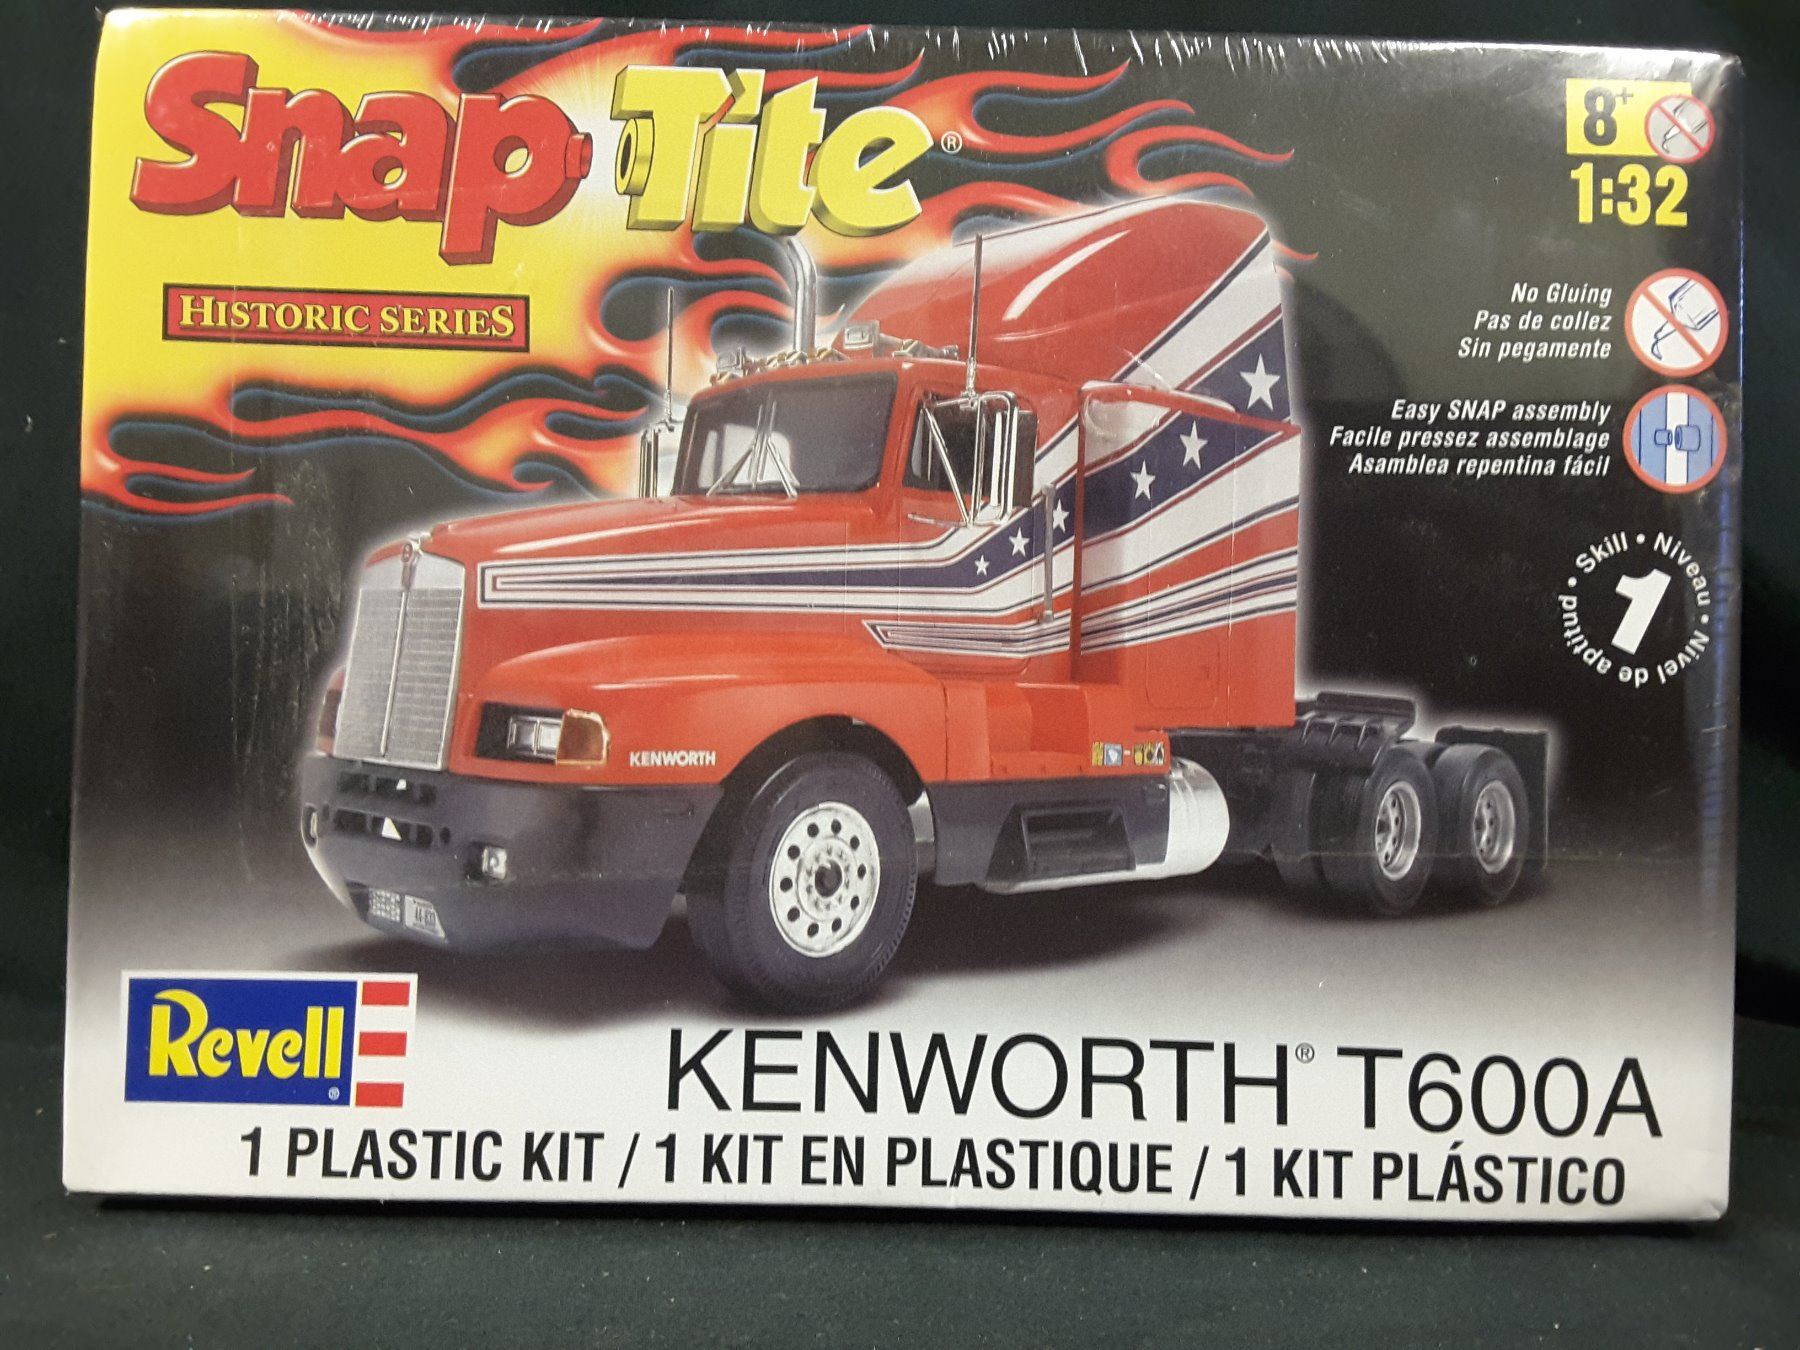 Snap Tite®
HISTORIC SERIES
8+
1:32
No Gluing
Pas de collez
Sin pegamente
Easy SNAP assembly
Facile pressez assemblage
Asamblea repentina fácil
Skill • Niveau • Nivel de aptitud •
1
KENWORTH
Revell®
KENWORTH® T600A
1 PLASTIC KIT / 1 KIT EN PLASTIQUE / 1 KIT PLÁSTICO